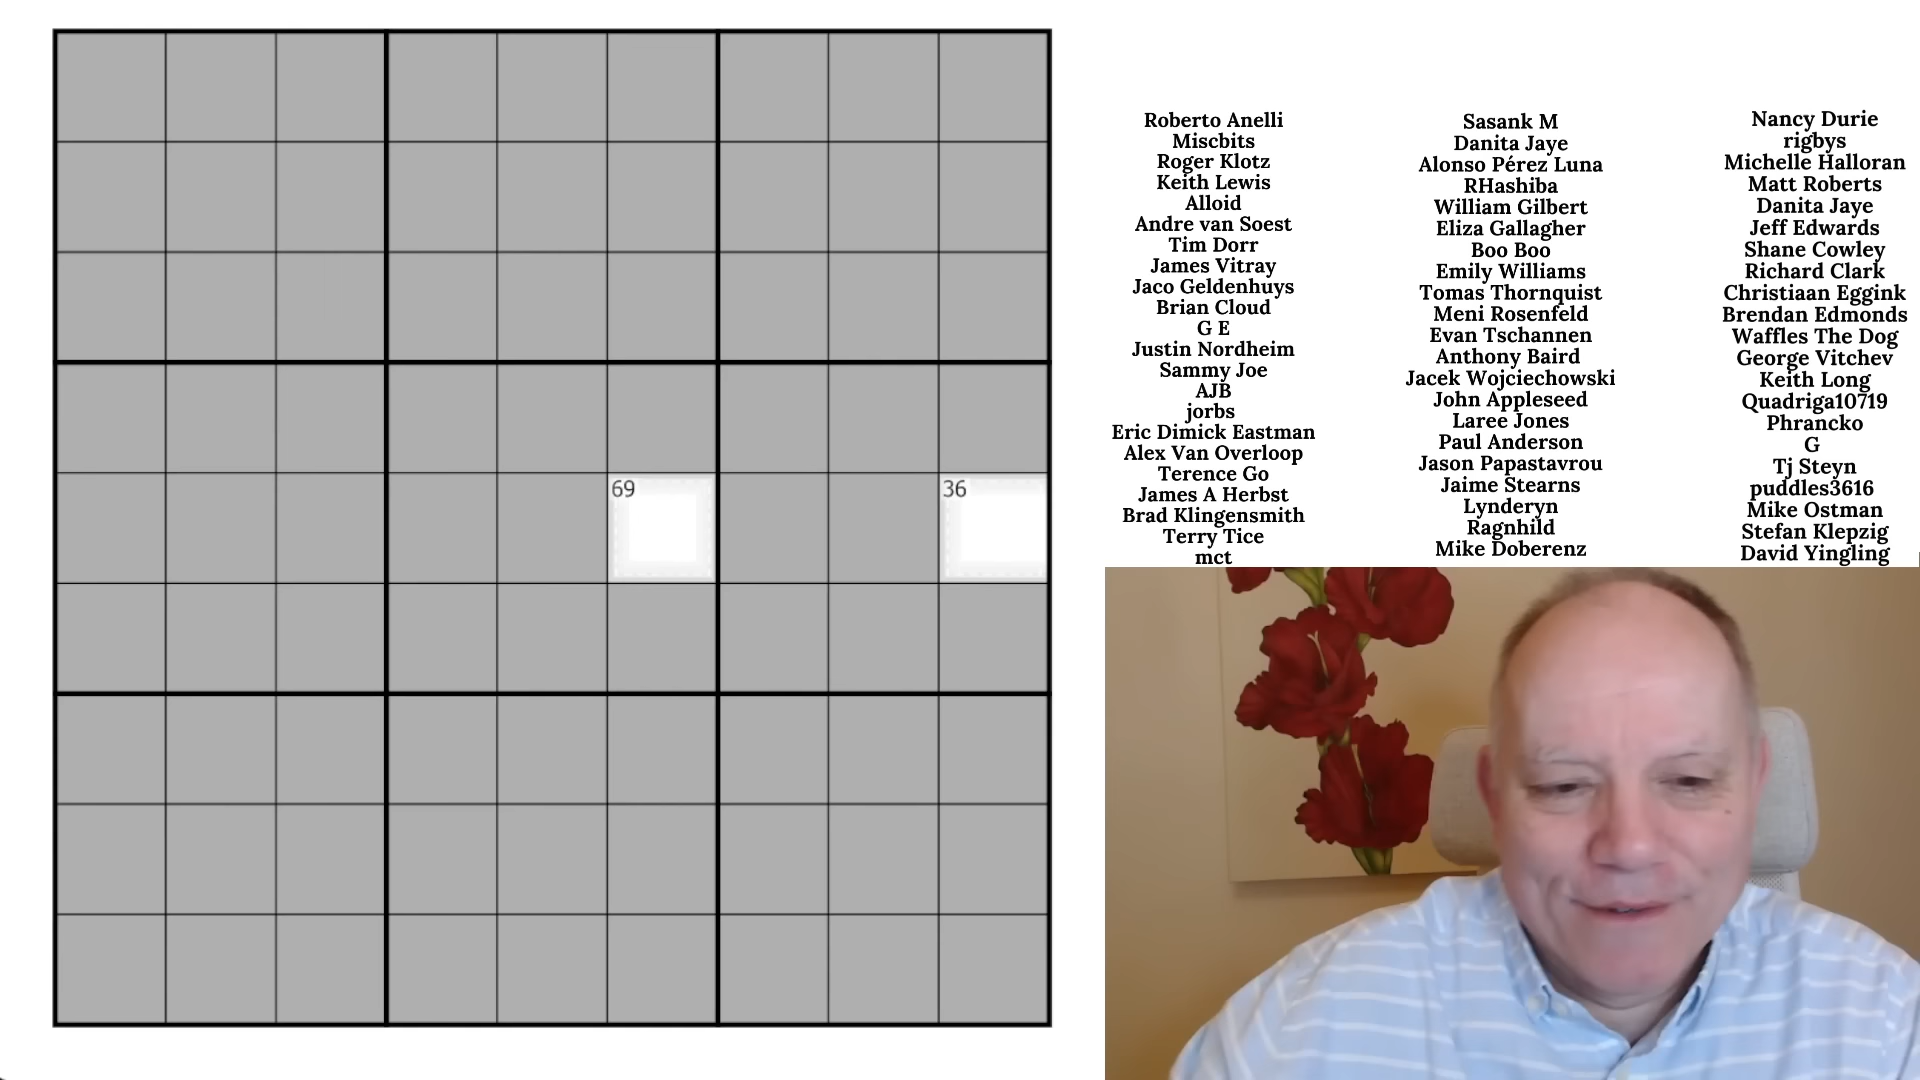 69
36
Roberto Anelli
Miscbits
Roger Klotz
Keith Lewis
Alloid
Andre van Soest
Tim Dorr
James Vitray
Jaco Geldenhuys
Brian Cloud
G E
Justin Nordheim
Sammy Joe
AJB
jorbs
Eric Dimick Eastman
Alex Van Overloop
Terence Go
James A Herbst
Brad Klingensmith
Terry Tice
mct
Sasank M
Danita Jaye
Alonso Pérez Luna
RHashiba
William Gilbert
Eliza Gallagher
Boo Boo
Emily Williams
Tomas Thornquist
Meni Rosenfeld
Evan Tschannen
Anthony Baird
Jacek Wojciechowski
John Appleseed
Laree Jones
Paul Anderson
Jason Papastavrou
Jaime Stearns
Lynderyn
Ragnhild
Mike Doberenz
Nancy Durie
rigbys
Michelle Halloran
Matt Roberts
Danita Jaye
Jeff Edwards
Shane Cowley
Richard Clark
Christiaan Eggink
Brendan Edmonds
Waffles The Dog
George Vitchev
Keith Long
Quadriga10719
Phrancko
G
Tj Steyn
puddles3616
Mike Ostman
Stefan Klepzig
David Yingling